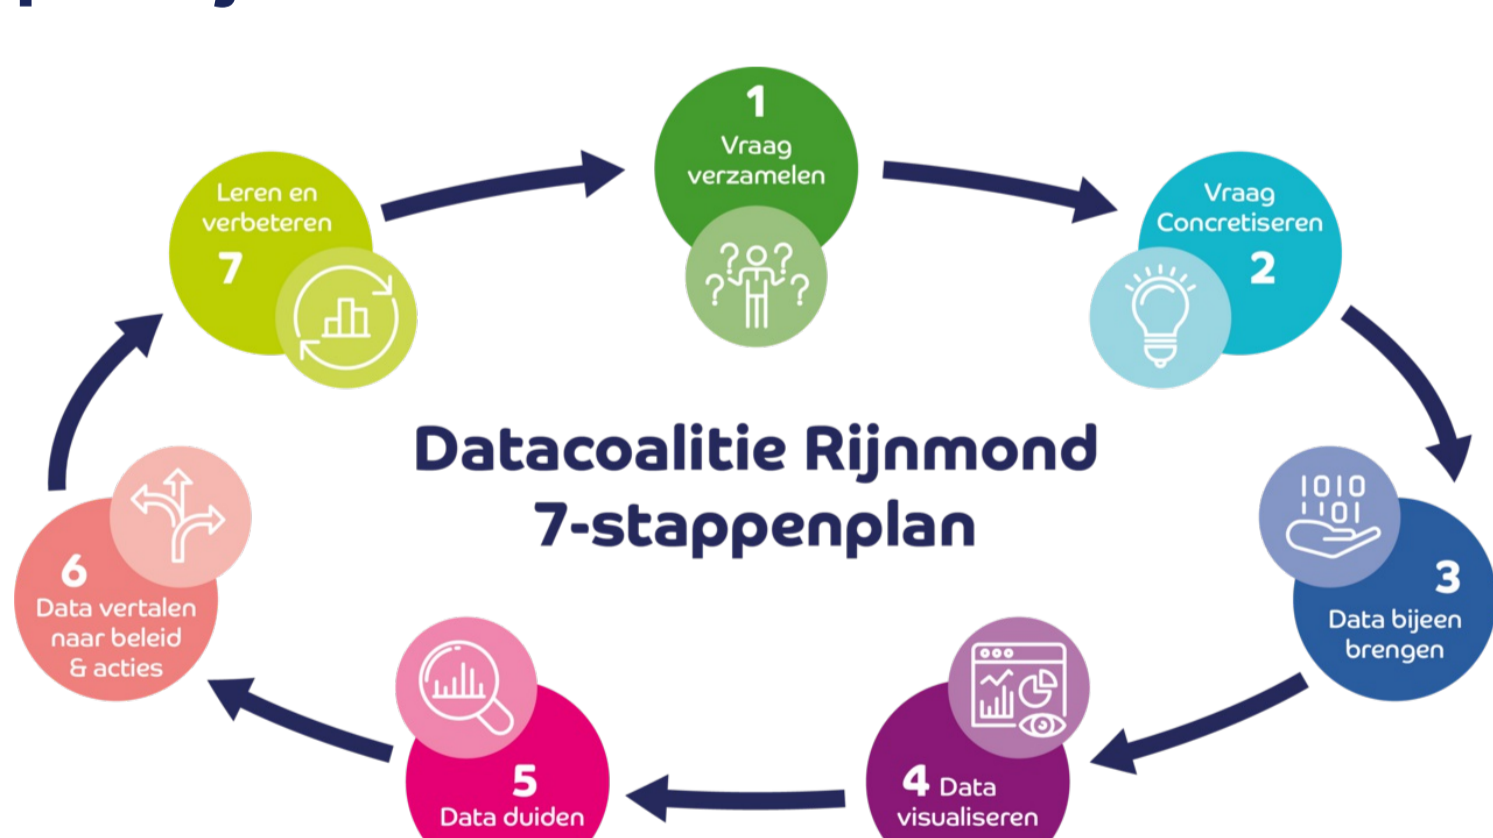 Datacoalitie Rijnmond
7-stappenplan
1
Vraag
verzamelen
Vraag
Concretiseren
2
1010
1101
3
Data bijeen
brengen
4 Data
visualiseren
5
Data duiden
6
Data vertalen
naar beleid
& acties
Leren en
verbeteren
7